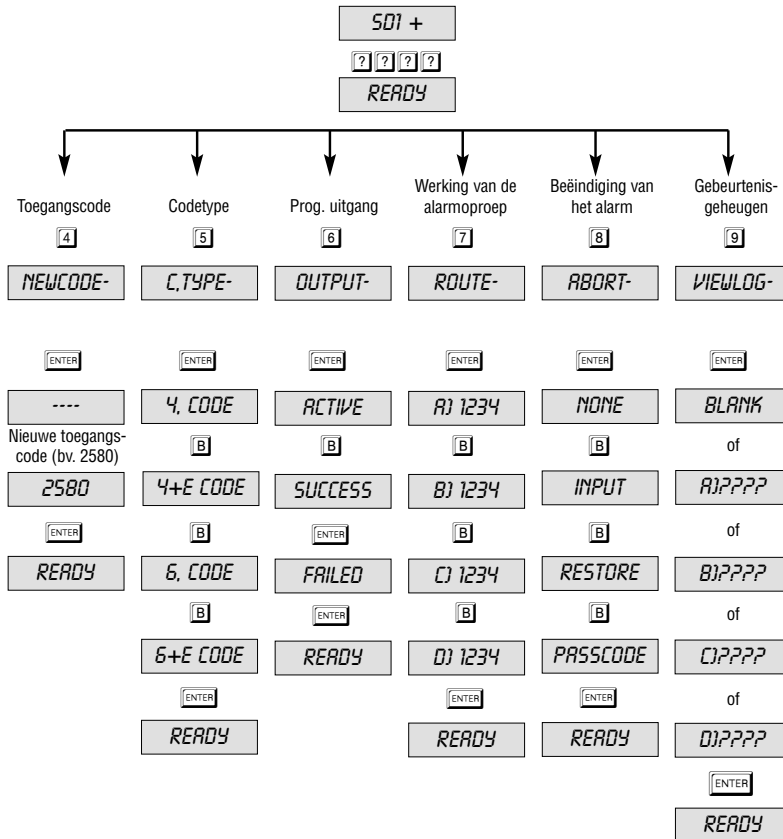 SD1 +
? ? ? ?
READY
Toegangscode
4
NEWCODE-
ENTER
----
Nieuwe toegangs-
code (bv. 2580)
2580
ENTER
READY
Codetype
5
C,TYPE-
ENTER
4, CODE
B
4+E CODE
B
6, CODE
B
6+E CODE
ENTER
READY
Prog. uitgang
6
OUTPUT-
ENTER
ACTIVE
B
SUCCESS
ENTER
FAILED
ENTER
READY
Werking van de
alarmoproep
7
ROUTE-
ENTER
A) 1234
B
B) 1234
B
C) 1234
B
D) 1234
ENTER
READY
Beëindiging van
het alarm
8
ABORT-
ENTER
NONE
B
INPUT
B
RESTORE
B
PASSCODE
ENTER
READY
Gebeurtenis-
geheugen
9
VIEWLOG-
ENTER
BLANK
of
A)????
of
B)????
of
C)????
of
D)????
ENTER
READY